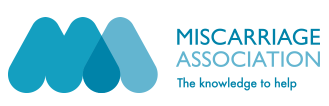 MISCARRIAGE
ASSOCIATION
The knowledge to help